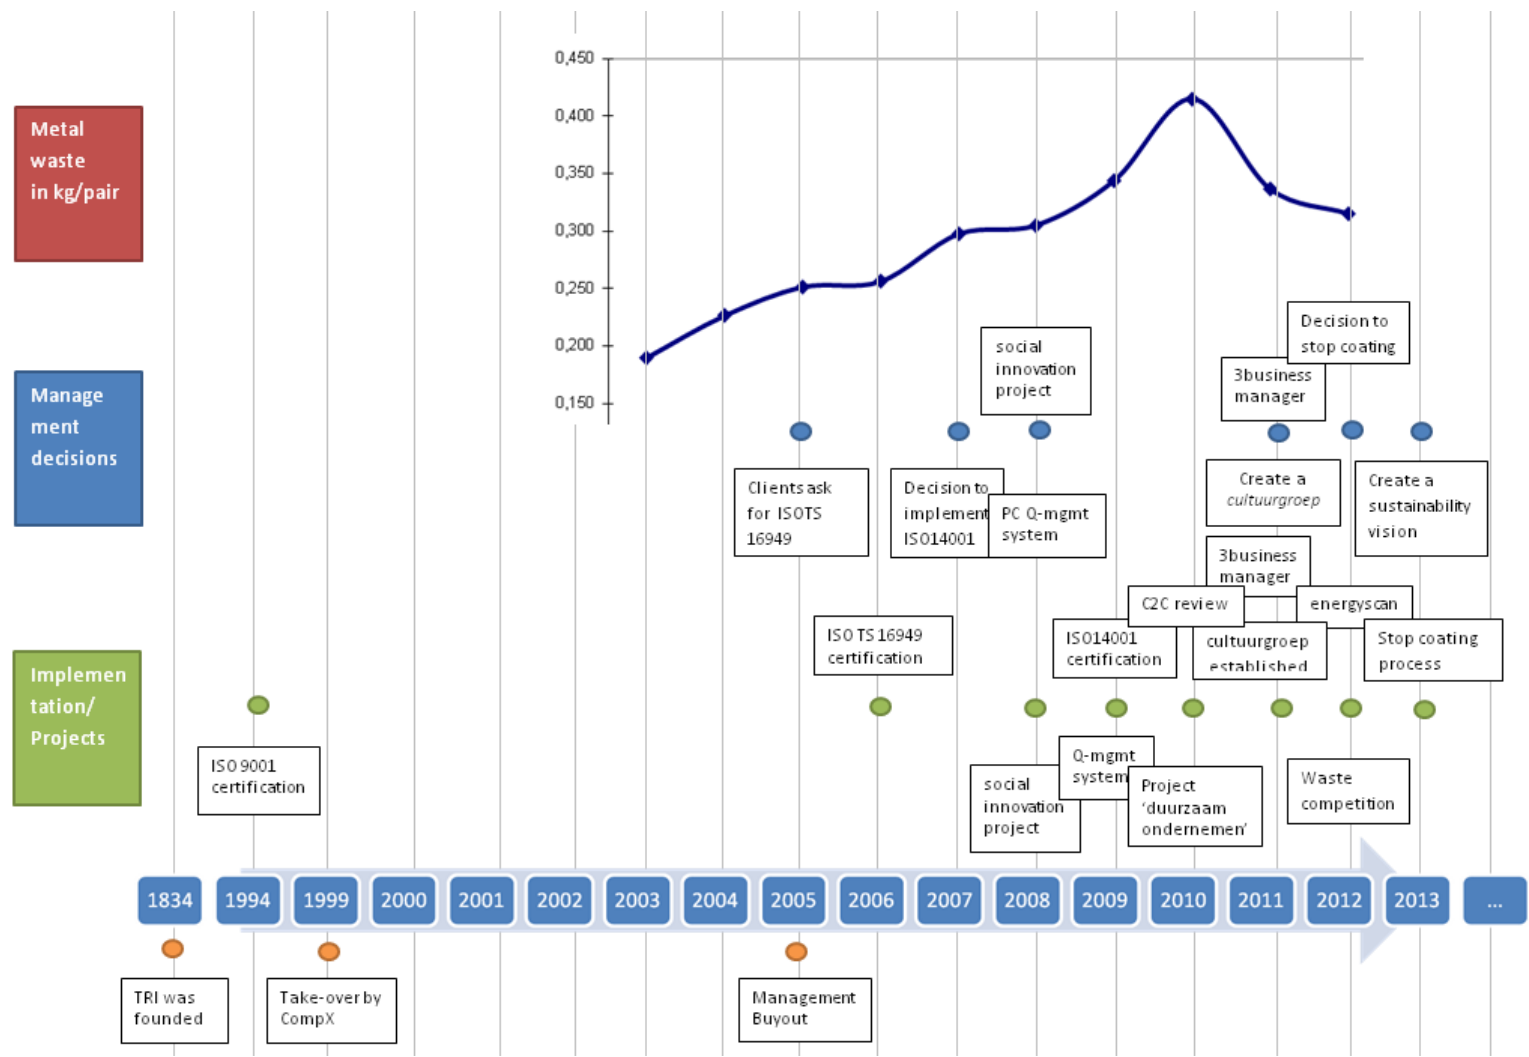 0,450
0,400
0,350
0,300
0,250
0,200
0,150
Metal
waste
in kg/pair
Manage
ment
decisions
Decision to
stop coating
social
innovation
project
3business
manager
Clients ask
for ISOTS
16949
Decision to
implement
ISO14001
PC Q-mgmt
system
Create a
cultuurgroep
Create a
sustainability
vision
Implemen
tation/
Projects
3business
manager
C2C review
energyscan
ISO TS 16949
certification
ISO14001
certification
cultuurgroep
established
Stop coating
process
ISO 9001
certification
social
innovation
project
Q-mgmt
system
Project
‘duurzaam
ondernemen’
Waste
competition
1834
1994
1999
2000
2001
2002
2003
2004
2005
2006
2007
2008
2009
2010
2011
2012
2013
...
TRI was
founded
Take-over by
CompX
Management
Buyout